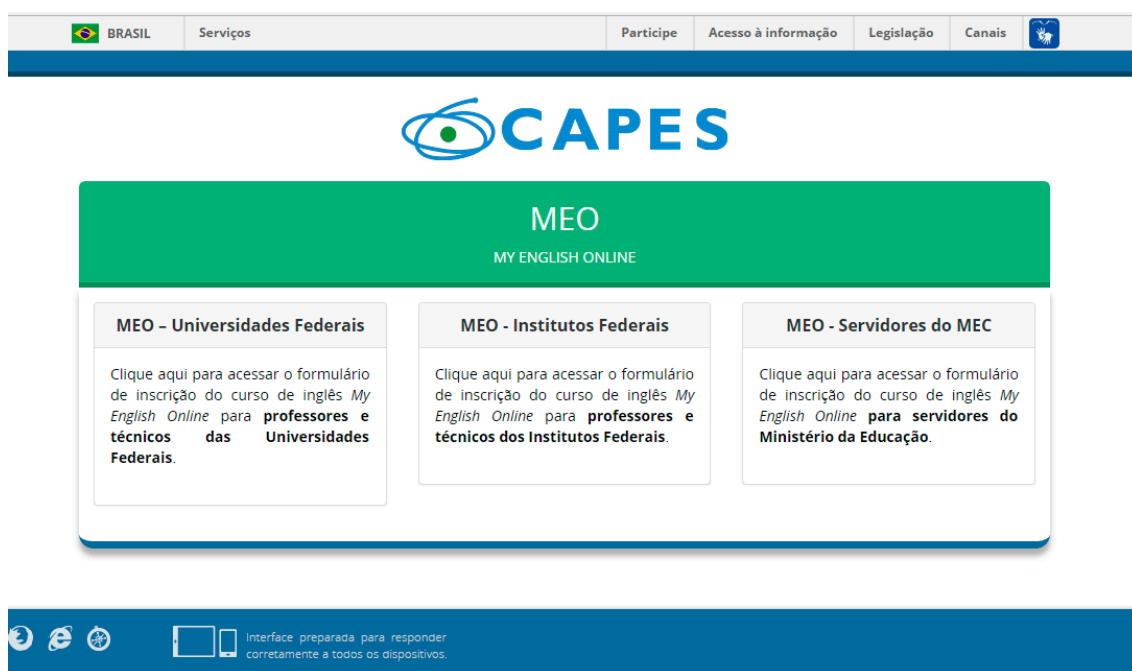 BRASIL Serviços Participe Acesso à informação Legislação Canais
CAPES
MEO
MY ENGLISH ONLINE
MEO – Universidades Federais
Clique aqui para acessar o formulário
de inscrição do curso de inglês My
English Online para professores e
técnicos das Universidades
Federais.
MEO - Institutos Federais
Clique aqui para acessar o formulário
de inscrição do curso de inglês My
English Online para professores e
técnicos dos Institutos Federais.
MEO - Servidores do MEC
Clique aqui para acessar o formulário
de inscrição do curso de inglês My
English Online para servidores do
Ministério da Educação.
Interface preparada para responder
corretamente a todos os dispositivos.